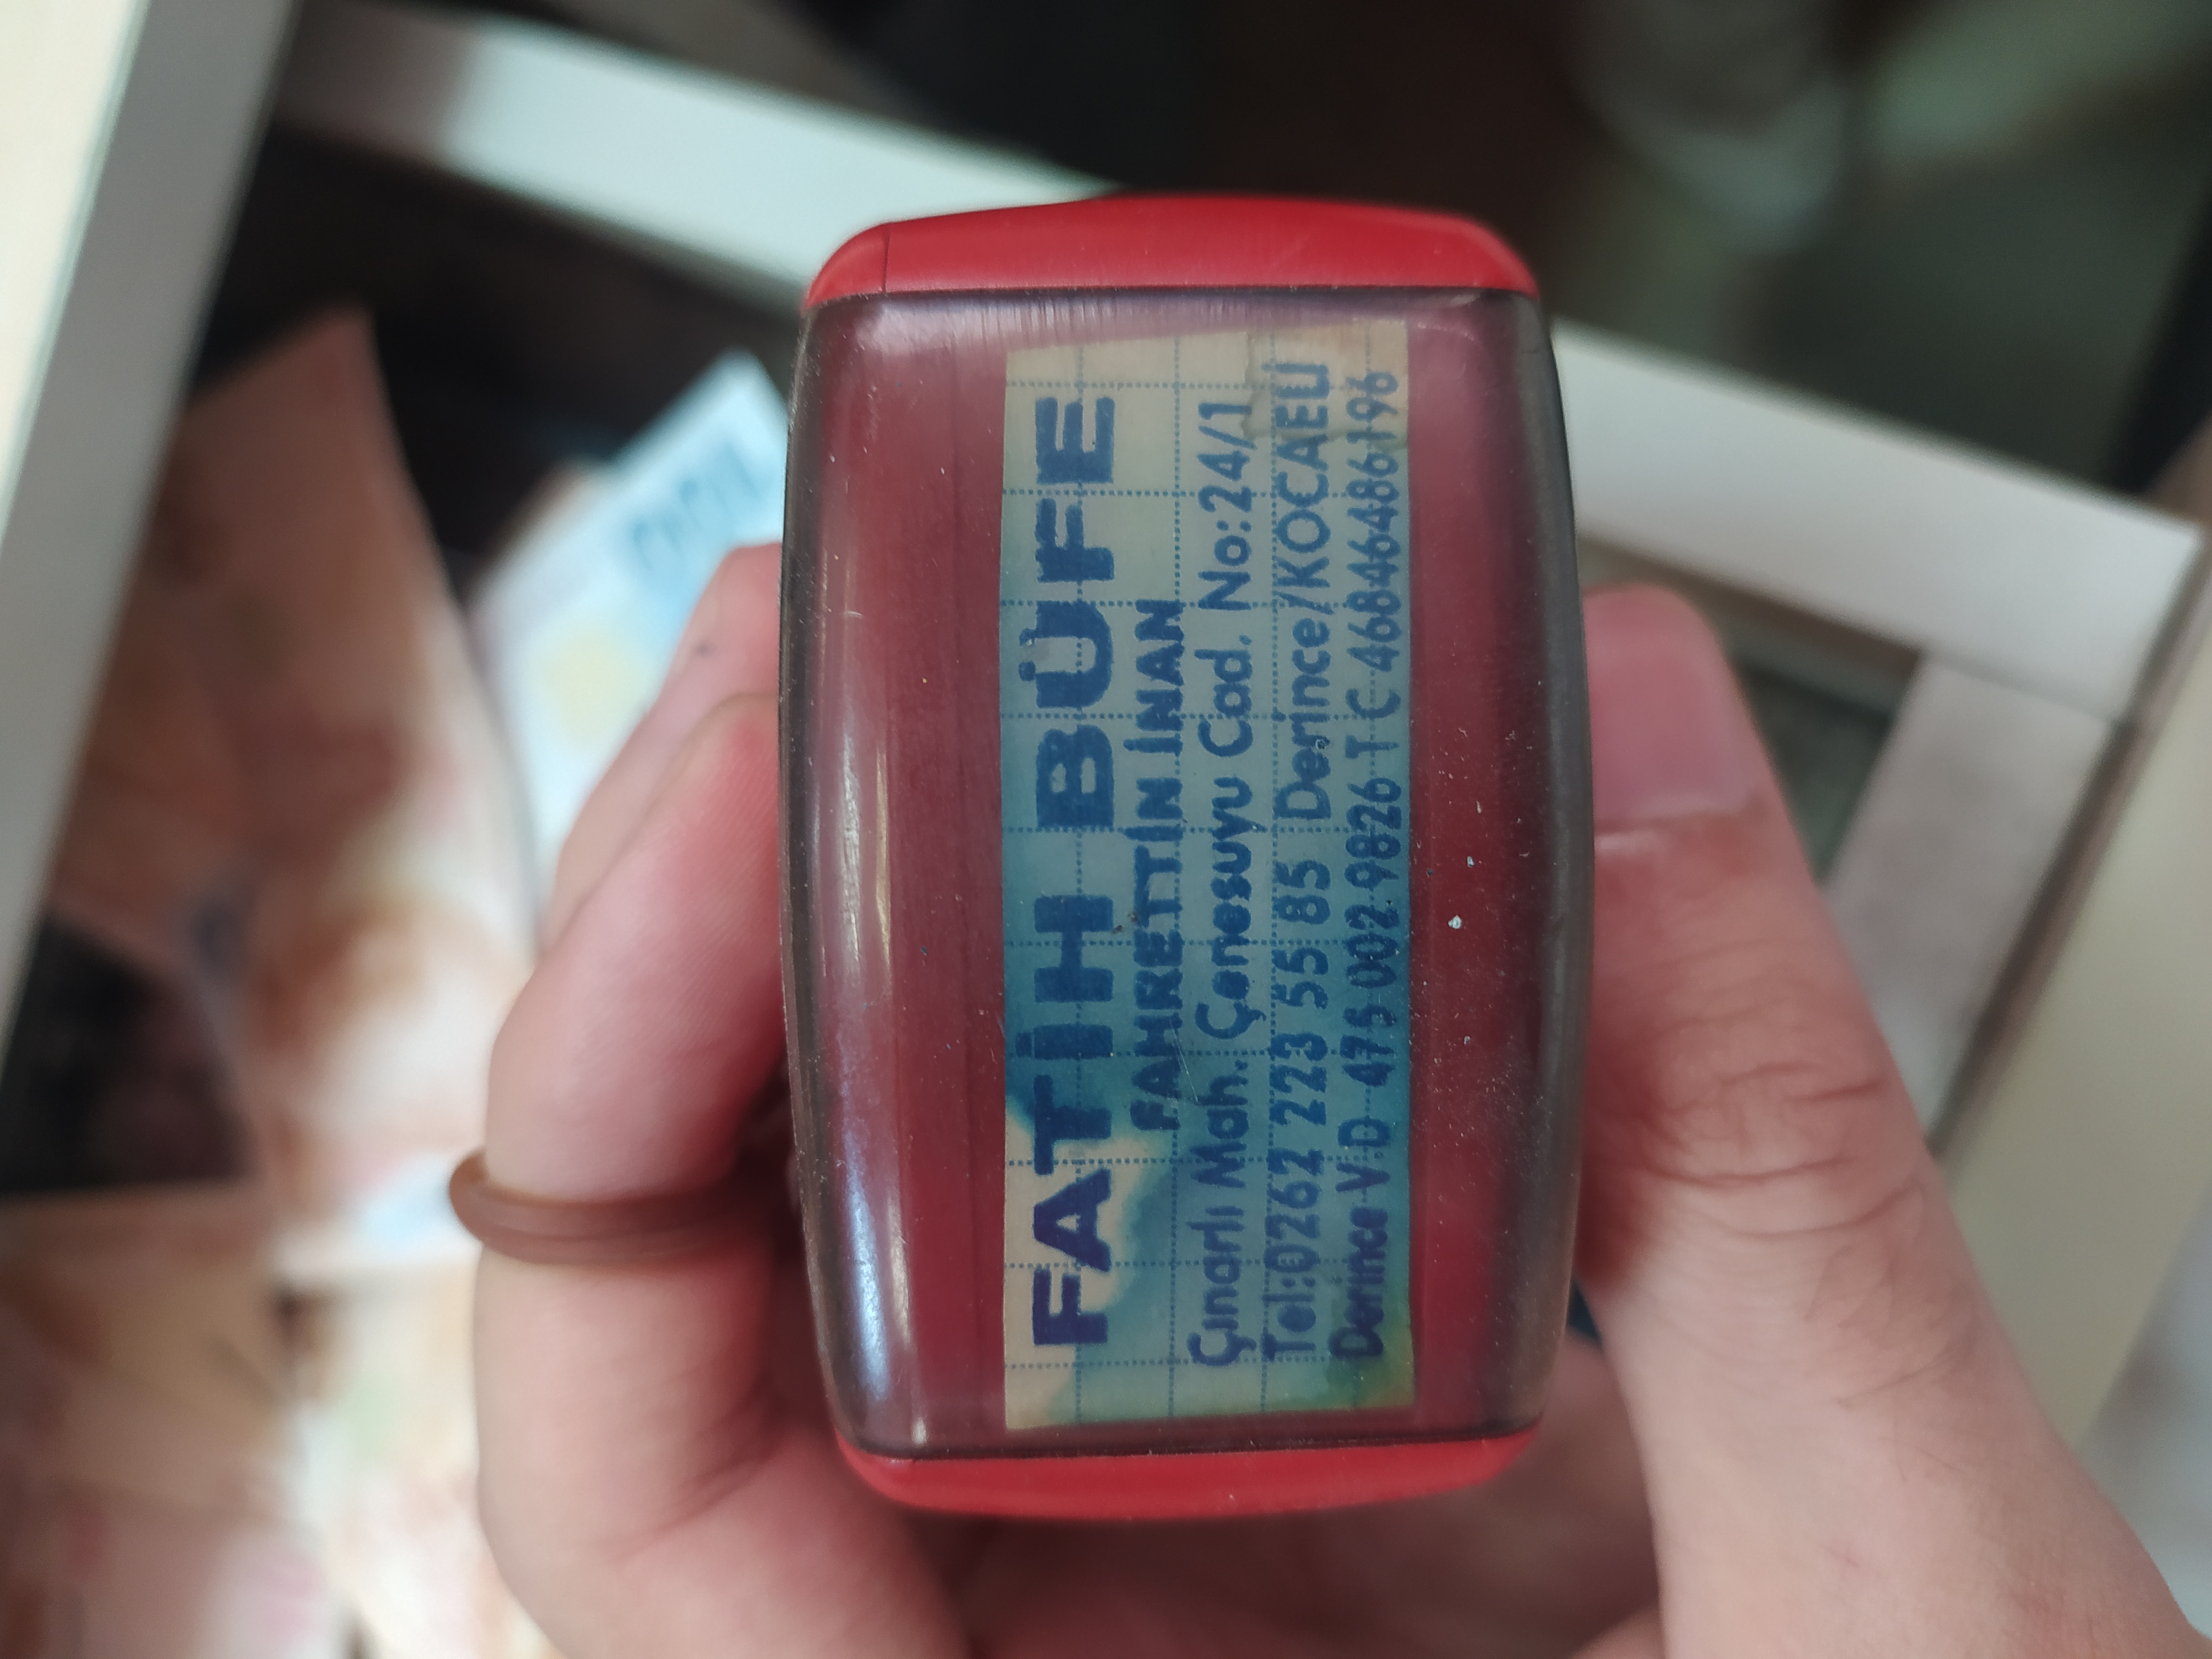 FATİH BÜFE
FAHRETTİN İNAN
Çınarlı Mah. Çenesuyu Cad. No:24/1
Tel:0262 223 55 85 Derince/KOCAELİ
Derince V.D 475 002 9826 T C 46846486196